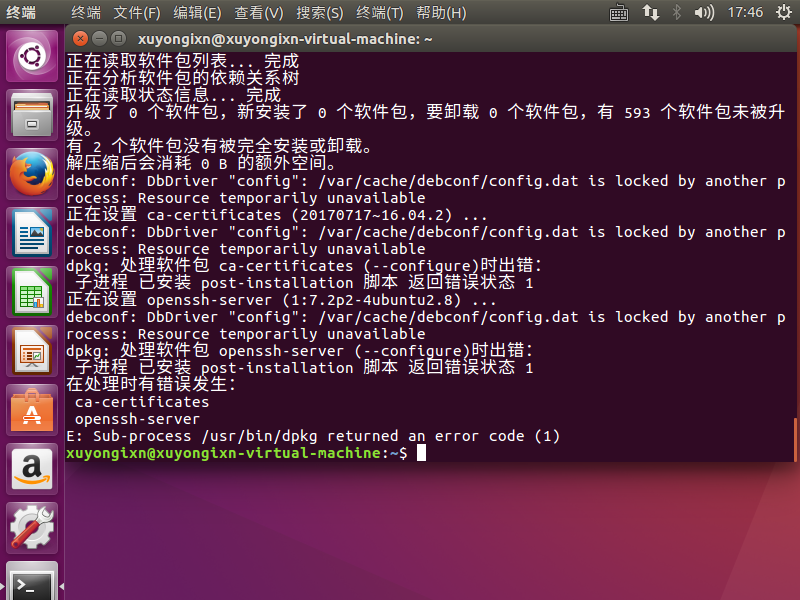 终端 终端 文件(F) 编辑(E) 查看(V) 搜索(S) 终端(T) 帮助(H) 17:46
xuyongixn@xuyongixn-virtual-machine: ~
正在读取软件包列表... 完成
正在分析软件包的依赖关系树
正在读取状态信息... 完成
升级了 0 个软件包，新安装了 0 个软件包，要卸载 0 个软件包，有 593 个软件包未被升
级。
有 2 个软件包没有被完全安装或卸载。
解压缩后会消耗 0 B 的额外空间。
debconf: DbDriver "config": /var/cache/debconf/config.dat is locked by another p
rocess: Resource temporarily unavailable
正在设置 ca-certificates (20170717~16.04.2) ...
debconf: DbDriver "config": /var/cache/debconf/config.dat is locked by another p
rocess: Resource temporarily unavailable
dpkg: 处理软件包 ca-certificates (--configure)时出错：
 子进程 已安装 post-installation 脚本 返回错误状态 1
正在设置 openssh-server (1:7.2p2-4ubuntu2.8) ...
debconf: DbDriver "config": /var/cache/debconf/config.dat is locked by another p
rocess: Resource temporarily unavailable
dpkg: 处理软件包 openssh-server (--configure)时出错：
 子进程 已安装 post-installation 脚本 返回错误状态 1
在处理时有错误发生：
 ca-certificates
 openssh-server
E: Sub-process /usr/bin/dpkg returned an error code (1)
xuyongixn@xuyongixn-virtual-machine:~$